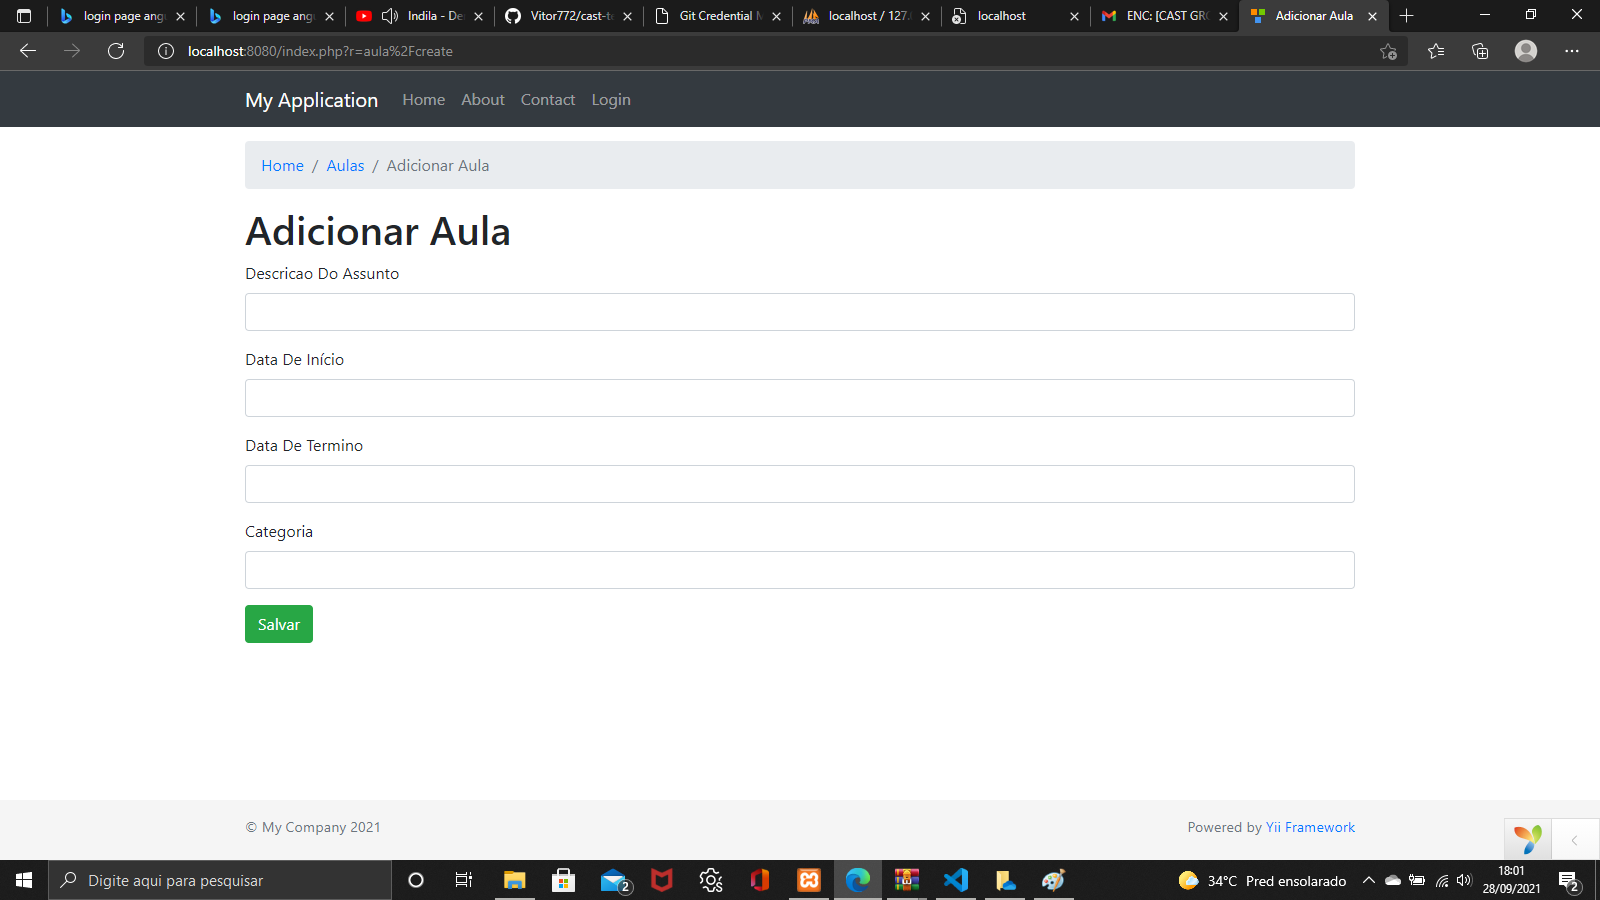 login page ang
login page ang
Indila - De
Vitor772/cast-te
Git Credential M
localhost / 127.
localhost
ENC: [CAST GR
Adicionar Aula
localhost:8080/index.php?r=aula%2Fcreate
My Application Home About Contact Login
Home / Aulas / Adicionar Aula
Adicionar Aula
Descricao Do Assunto
Data De Início
Data De Termino
Categoria
Salvar
© My Company 2021
Powered by Yii Framework
Digite aqui para pesquisar
2
34°C Pred ensolarado
18:01
28/09/2021
2